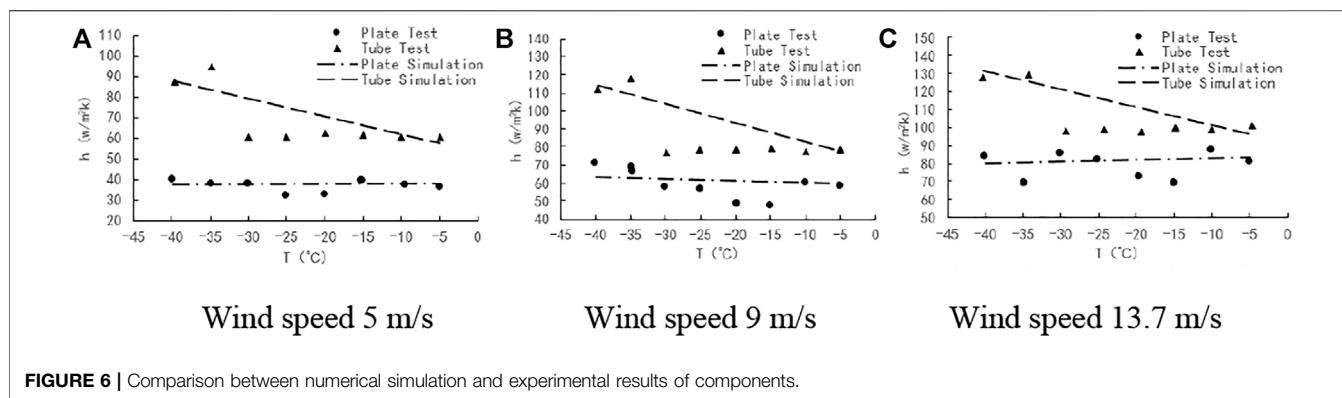 A
Plate Test
Tube Test
Plate Simulation
Tube Simulation
110
100
90
80
70
60
50
40
30
20
h (w/m²k)
-45 -40 -35 -30 -25 -20 -15 -10 -5 0
T (°C)
Wind speed 5 m/s
B
Plate Test
Tube Test
Plate Simulation
Tube Simulation
140
120
100
80
60
40
h (w/m²k)
-45 -40 -35 -30 -25 -20 -15 -10 -5 0
T (°C)
Wind speed 9 m/s
C
Plate Test
Tube Test
Plate Simulation
Tube Simulation
150
140
130
120
110
100
90
80
70
60
50
h (w/m²k)
-45 -40 -35 -30 -25 -20 -15 -10 -5 0
T (°C)
Wind speed 13.7 m/s
FIGURE 6 | Comparison between numerical simulation and experimental results of components.